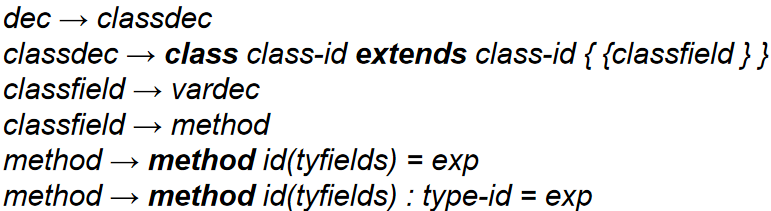 dec → classdec
classdec → class class-id extends class-id { {classfield } }
classfield → vardec
classfield → method
method → method id(tyfields) = exp
method → method id(tyfields) : type-id = exp